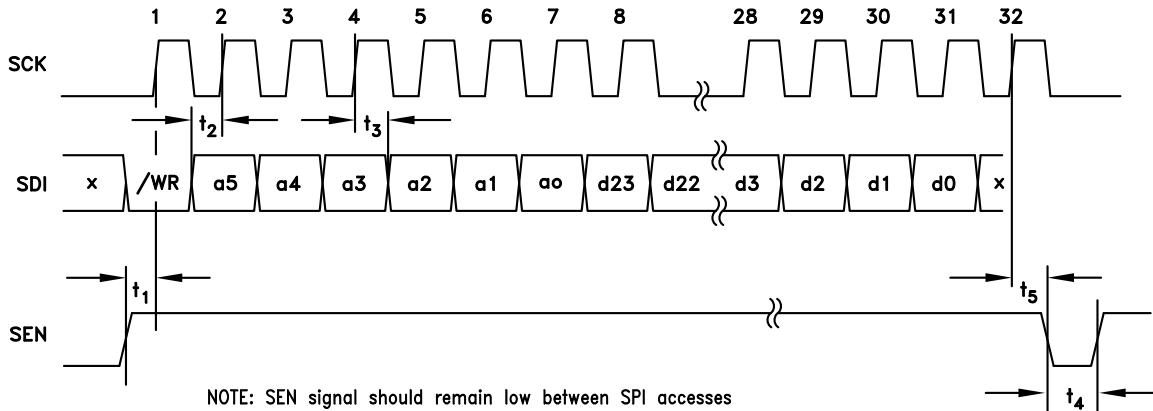 1 2 3 4 5 6 7 8 28 29 30 31 32
SCK
t2 t3
SDI x /WR a5 a4 a3 a2 a1 ao d23 d22 d3 d2 d1 d0 x
t1 t5
SEN
t4
NOTE: SEN signal should remain low between SPI accesses